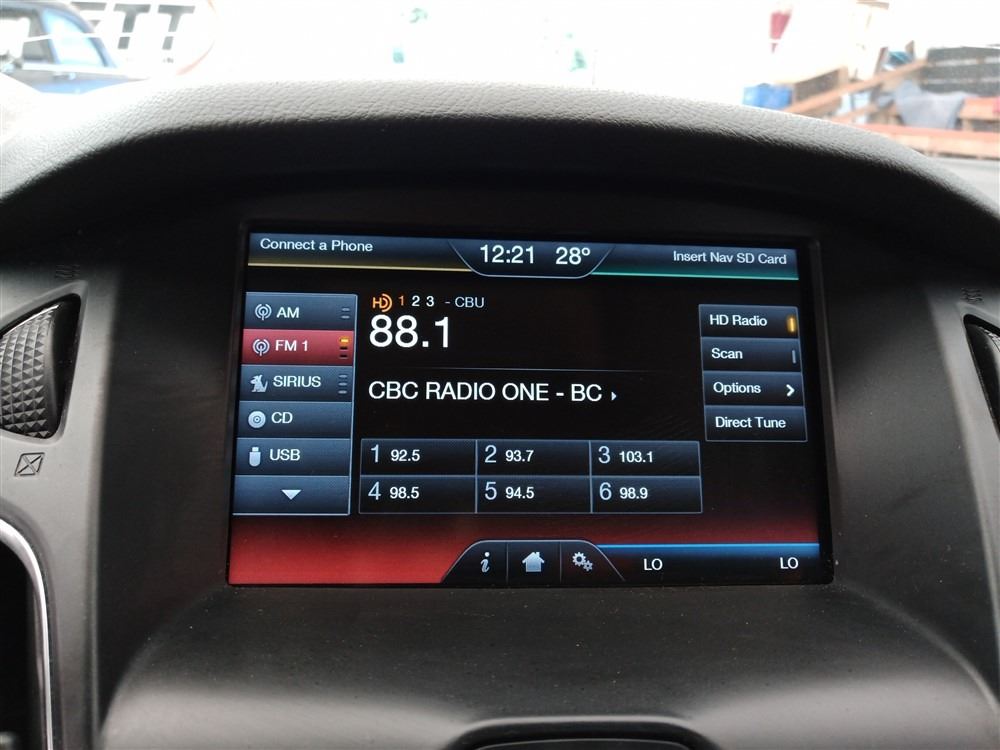 ETT
Connect a Phone
12:21 28°
Insert Nav SD Card
AM
FM 1
SIRIUS
CD
USB
HD 1 2 3 - CBU
88.1
CBC RADIO ONE - BC
1 92.5
2 93.7
3 103.1
4 98.5
5 94.5
6 98.9
HD Radio
Scan
Options
Direct Tune
i
LO
LO